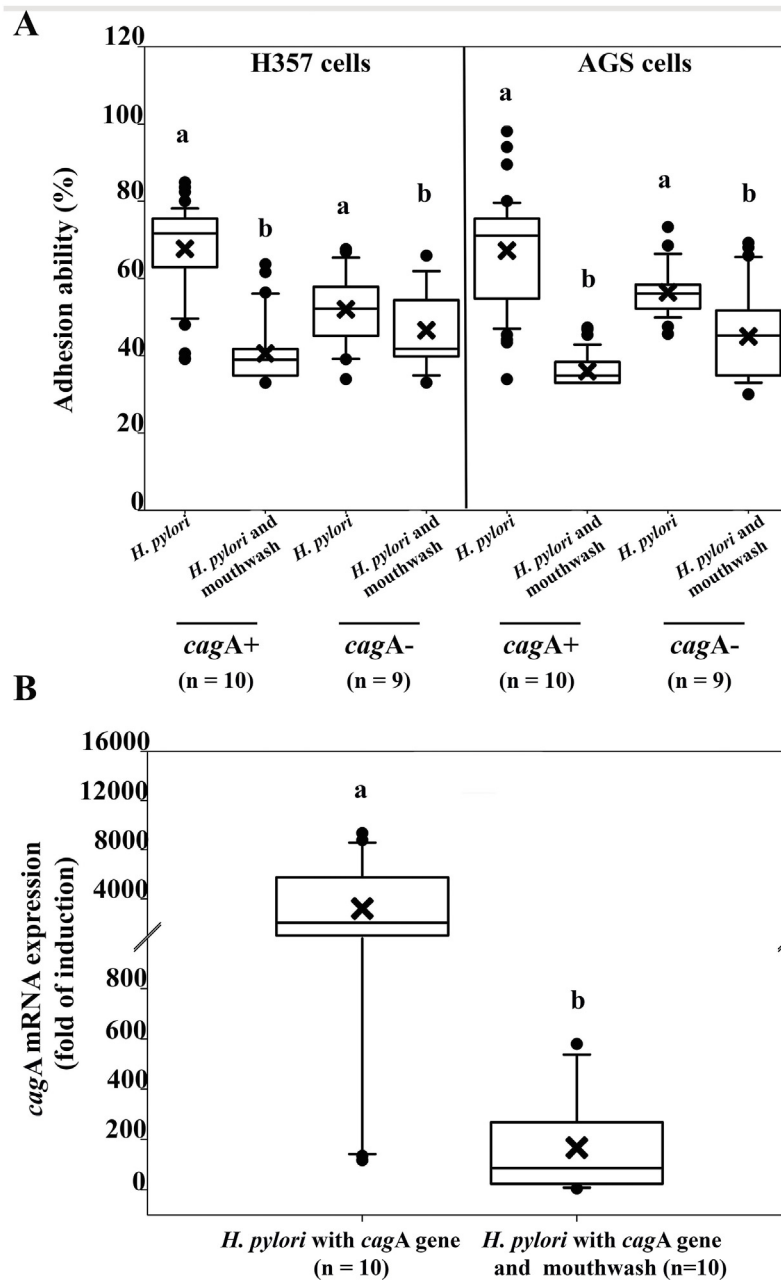 A
120
100
80
60
40
20
0
Adhesion ability (%)
H357 cells
AGS cells
a
b
a
b
a
b
a
b
H. pylori
H. pylori and
mouthwash
H. pylori
H. pylori and
mouthwash
H. pylori
H. pylori and
mouthwash
H. pylori
H. pylori and
mouthwash
cagA+
(n = 10)
cagA-
(n = 9)
cagA+
(n = 10)
cagA-
(n = 9)
B
16000
12000
8000
4000
800
600
400
200
0
cagA mRNA expression
(fold of induction)
a
b
H. pylori with cagA gene
(n = 10)
H. pylori with cagA gene
and mouthwash (n=10)